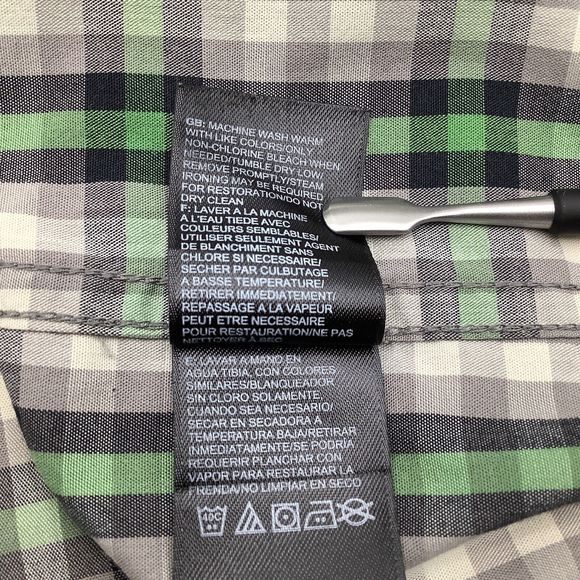 GB: MACHINE WASH WARM
WITH LIKE COLORS/ONLY
NON-CHLORINE BLEACH WHEN
NEEDED/TUMBLE DRY LOW/
REMOVE PROMPTLY/STEAM
IRONING MAY BE REQUIRED
FOR RESTORATION/DO NOT
DRY CLEAN
F: LAVER A LA MACHINE
A L'EAU TIEDE AVEC
COULEURS SEMBLABLES/
UTILISER SEULEMENT AGENT
DE BLANCHIMENT SANS
CHLORE SI NECESSAIRE/
SECHER PAR CULBUTAGE
A BASSE TEMPERATURE/
RETIRER IMMEDIATEMENT/
REPASSAGE A LA VAPEUR
PEUT ETRE NECESSAIRE
POUR RESTAURATION/NE PAS
NETTOYER A SEC
E: LAVAR A MANO EN
AGUA TIBIA, CON COLORES
SIMILARES/BLANQUEADOR
SIN CLORO SOLAMENTE,
CUANDO SEA NECESARIO/
SECAR EN SECADORA A
TEMPERATURA BAJA/RETIRAR
INMEDIATAMENTE/SE PODRIA
REQUERIR PLANCHAR CON
VAPOR PARA RESTAURAR LA
PRENDA/NO LIMPIAR EN SECO
40C